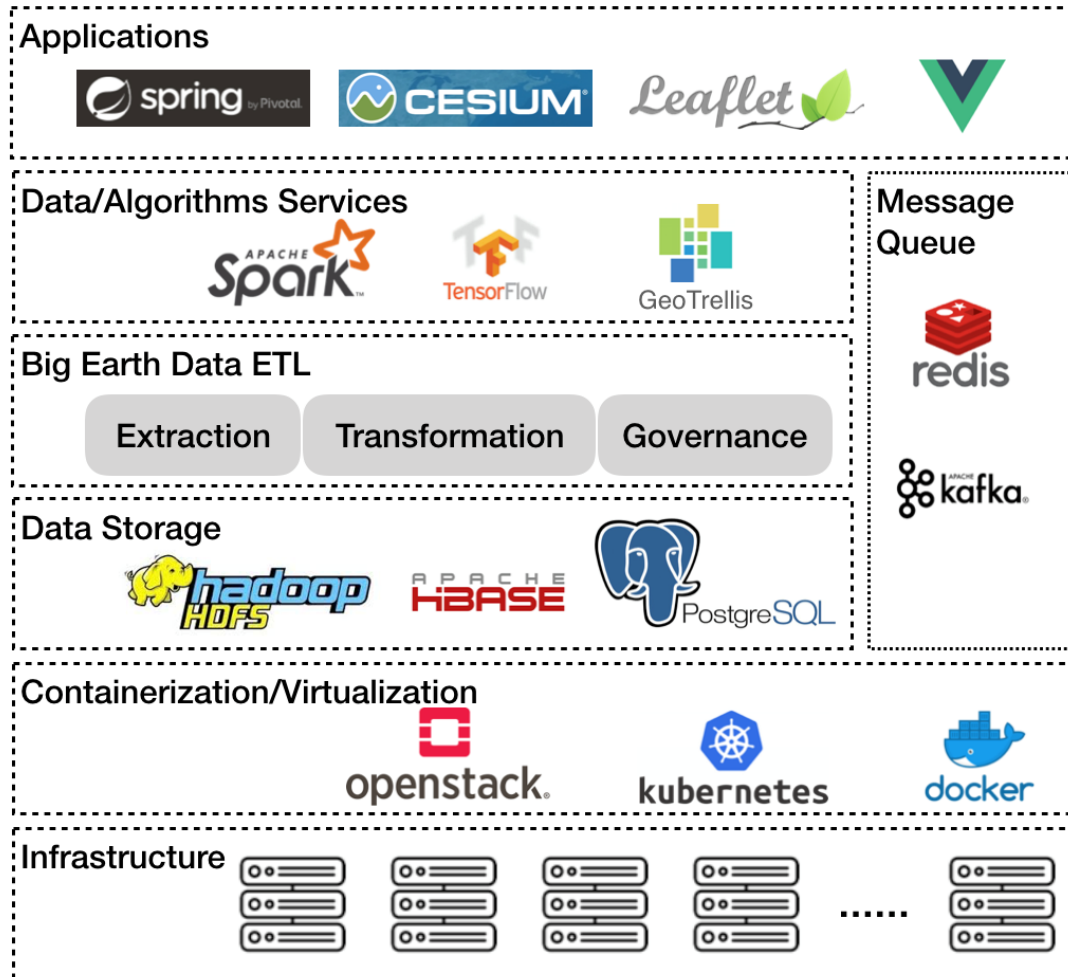 Applications
spring by Pivotal.
CESIUM®
Leaflet
Data/Algorithms Services
APACHE
Spark™
TensorFlow
GeoTrellis
Message
Queue
redis
APACHE
kafka®
Big Earth Data ETL
Extraction
Transformation
Governance
Data Storage
hadoop
HDFS
APACHE
HBASE
PostgreSQL
Containerization/Virtualization
openstack.
kubernetes
docker
Infrastructure
......